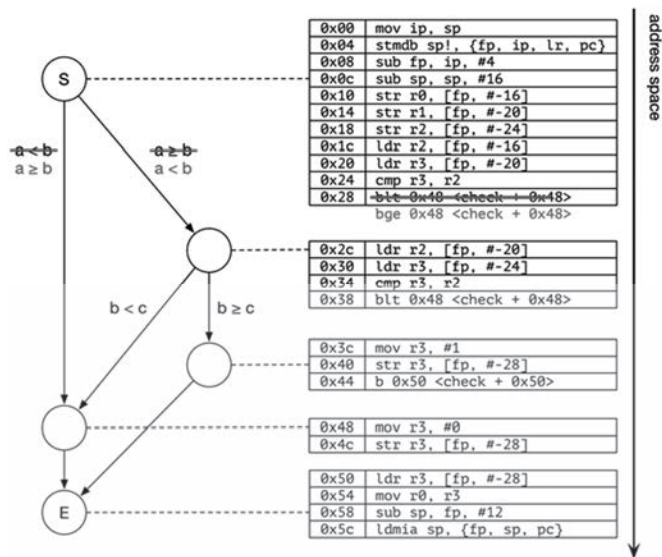 0x00 mov ip, sp
0x04 stmdb sp!, {fp, ip, lr, pc}
0x08 sub fp, ip, #4
S
0x0c sub sp, sp, #16
0x10 str r0, [fp, #-16]
0x14 str r1, [fp, #-20]
0x18 str r2, [fp, #-24]
0x1c ldr r2, [fp, #-16]
0x20 ldr r3, [fp, #-20]
0x24 cmp r3, r2
0x28 blt 0x48 <check + 0x48>
bge 0x48 <check + 0x48>
a < b
a ≥ b
a ≥ b
a < b
0x2c ldr r2, [fp, #-20]
0x30 ldr r3, [fp, #-24]
0x34 cmp r3, r2
0x38 blt 0x48 <check + 0x48>
b < c
b ≥ c
0x3c mov r3, #1
0x40 str r3, [fp, #-28]
0x44 b 0x50 <check + 0x50>
0x48 mov r3, #0
0x4c str r3, [fp, #-28]
0x50 ldr r3, [fp, #-28]
0x54 mov r0, r3
0x58 sub sp, fp, #12
0x5c ldmia sp, {fp, sp, pc}
E
address space